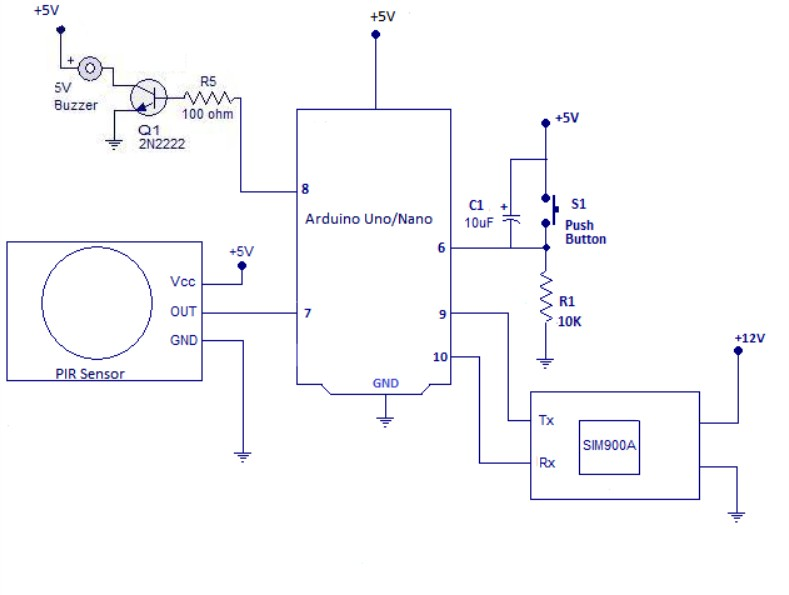 +5V
+5V
+
5V
Buzzer
R5
100 ohm
Q1
2N2222
+5V
8
Arduino Uno/Nano
C1
+
10uF
S1
Push
Button
6
+5V
Vcc
OUT
GND
PIR Sensor
7
9
10
GND
R1
10K
+12V
Tx
SIM900A
Rx